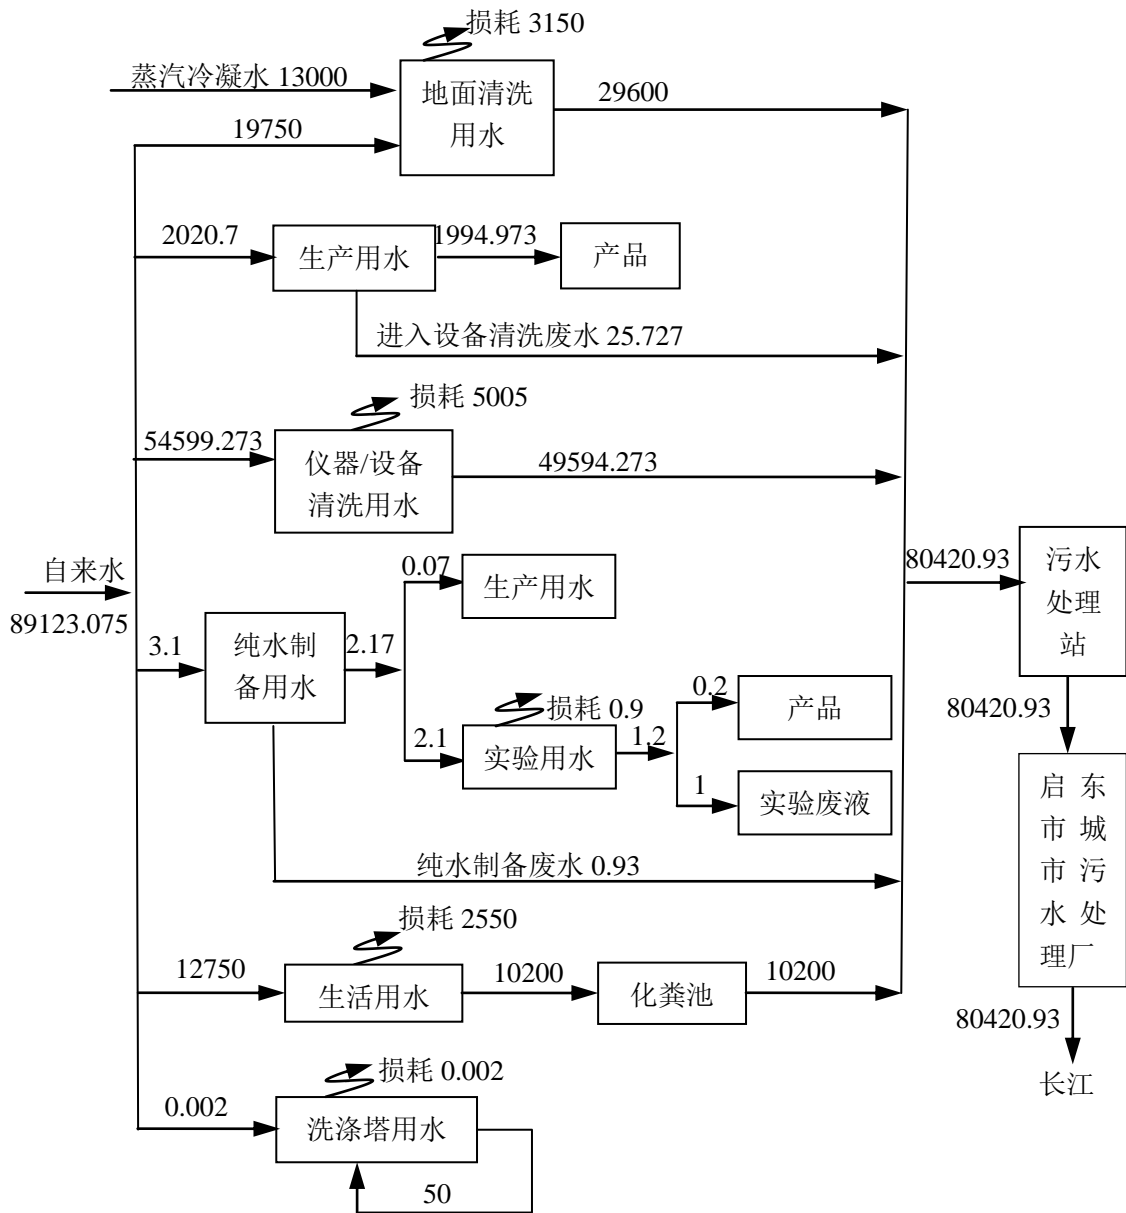 损耗 3150
蒸汽冷凝水 13000
地面清洗
用水
29600
19750
2020.7
生产用水
1994.973
产品
进入设备清洗废水 25.727
损耗 5005
54599.273
仪器/设备
清洗用水
49594.273
自来水
89123.075
3.1
纯水制
备用水
2.17
0.07
生产用水
2.1
损耗 0.9
实验用水
1.2
0.2
产品
1
实验废液
纯水制备废水 0.93
损耗 2550
12750
生活用水
10200
化粪池
10200
损耗 0.002
0.002
洗涤塔用水
50
80420.93
污水
处理
站
80420.93
启东
市城
市污
水处
理厂
80420.93
长江